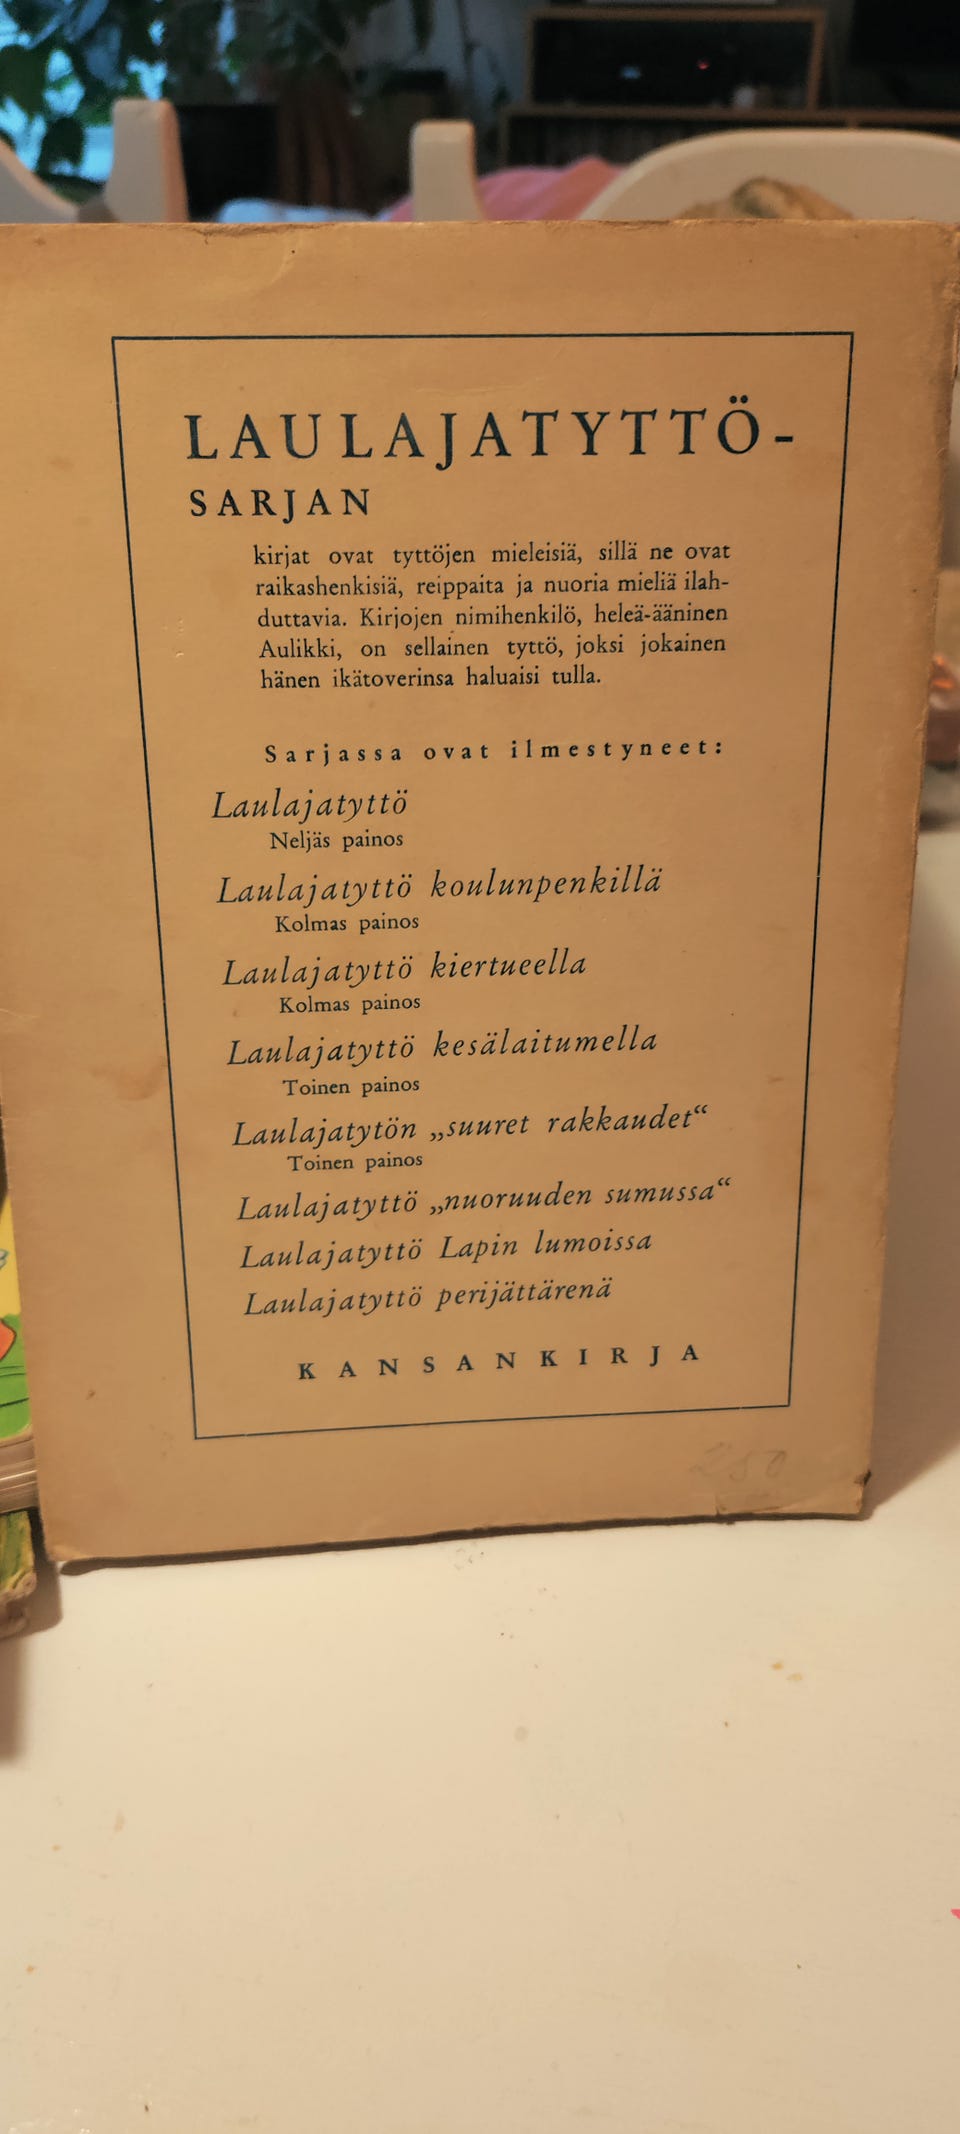 LAULAJATYTTÖ-
SARJAN
kirjat ovat tyttöjen mieleisiä, sillä ne ovat
raikashenkisiä, reippaita ja nuoria mieliä ilah-
duttavia. Kirjojen nimihenkilö, heleä-ääninen
Aulikki, on sellainen tyttö, joksi jokainen
hänen ikätoverinsa haluaisi tulla.
Sarjassa ovat ilmestyneet:
Laulajatyttö
Neljäs painos
Laulajatyttö koulunpenkillä
Kolmas painos
Laulajatyttö kiertueella
Kolmas painos
Laulajatyttö kesälaitumella
Toinen painos
Laulajatytön „suuret rakkaudet“
Toinen painos
Laulajatyttö „nuoruuden sumussa“
Laulajatyttö Lapin lumoissa
Laulajatyttö perijättärenä
KANSANKIRJA
250